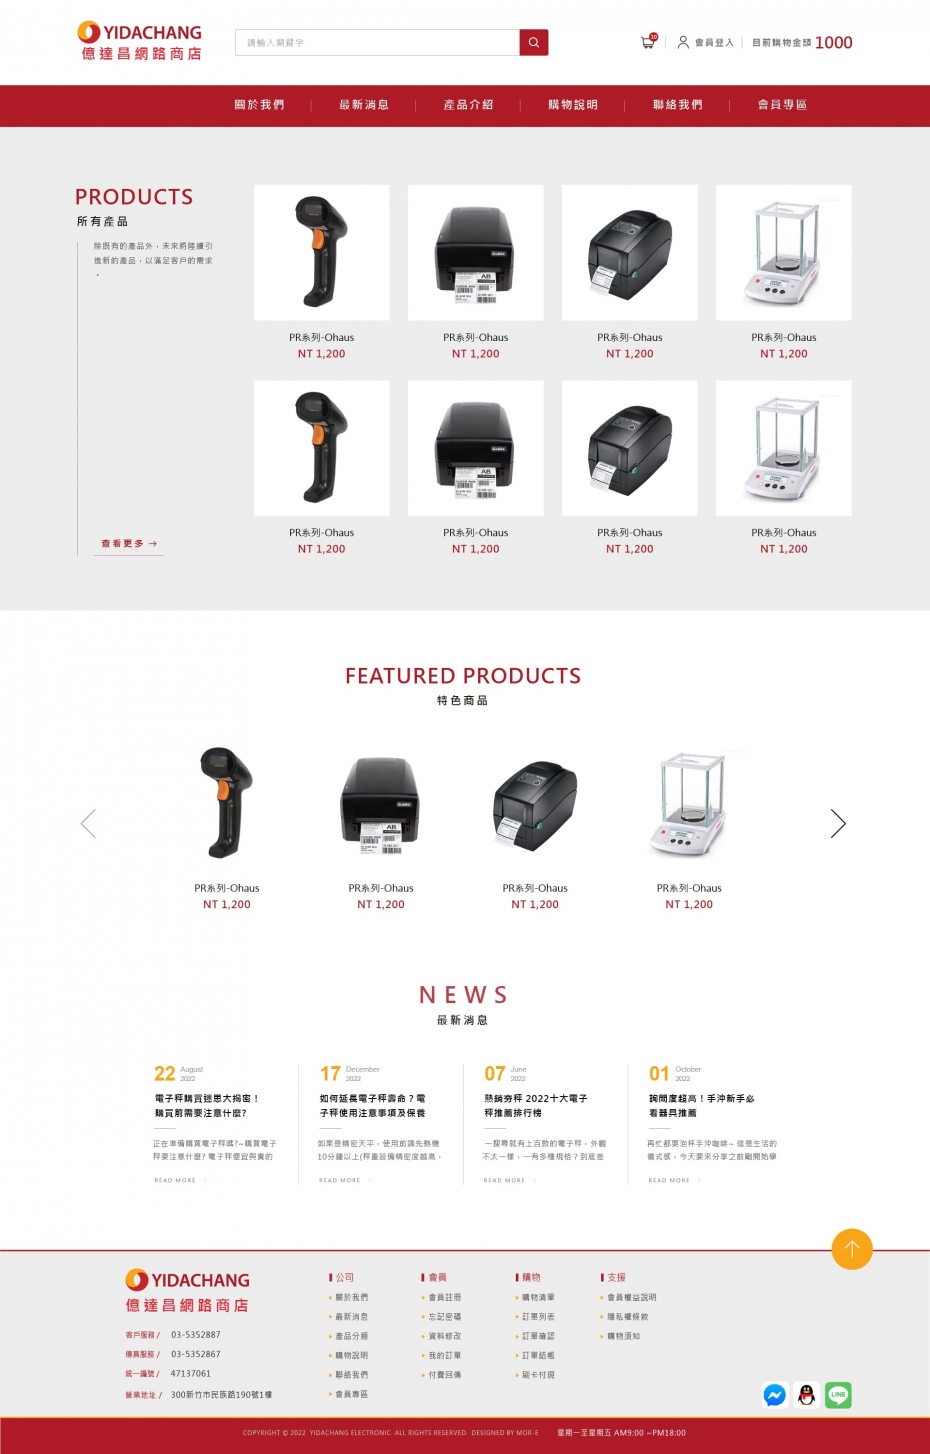 YIDACHANG
億達昌網路商店
請輸入關鍵字
10
會員登入
目前購物金額 1000
關於我們
最新消息
產品介紹
購物說明
聯絡我們
會員專區
PRODUCTS
所有產品
除既有的產品外，未來將陸續引
進新的產品，以滿足客戶的需求
。
查看更多 →
PR系列-Ohaus
NT 1,200
PR系列-Ohaus
NT 1,200
PR系列-Ohaus
NT 1,200
PR系列-Ohaus
NT 1,200
PR系列-Ohaus
NT 1,200
PR系列-Ohaus
NT 1,200
PR系列-Ohaus
NT 1,200
PR系列-Ohaus
NT 1,200
FEATURED PRODUCTS
特色商品
PR系列-Ohaus
NT 1,200
PR系列-Ohaus
NT 1,200
PR系列-Ohaus
NT 1,200
PR系列-Ohaus
NT 1,200
NEWS
最新消息
22 August 2022
電子秤購買迷思大揭密！
購買前需要注意什麼?
正在準備購買電子秤嗎?~購買電子
秤要注意什麼? 電子秤便宜與貴的
READ MORE
17 December 2022
如何延長電子秤壽命？電
子秤使用注意事項及保養
如果是精密天平，使用前請先熱機
10分鐘以上(秤重設備精密度越高，
READ MORE
07 June 2022
熱銷夯秤 2022十大電子
秤推薦排行榜
一搜尋就有上百款的電子秤，外觀
不太一樣，一有多種規格？到底差
READ MORE
01 October 2022
詢問度超高！手沖新手必
看器具推薦
再忙都要泡杯手沖咖啡~ 這是生活的
儀式感，今天要來分享之前剛開始學
READ MORE
YIDACHANG
億達昌網路商店
客戶服務 / 03-5352887
傳真服務 / 03-5352867
統一編號 / 47137061
營業地址 / 300新竹市民族路190號1樓
公司
關於我們
最新消息
產品分類
購物說明
聯絡我們
會員專區
會員
會員註冊
忘記密碼
資料修改
我的訂單
付費回傳
購物
購物清單
訂單列表
訂單確認
訂單結帳
刷卡付現
支援
會員權益說明
隱私權條款
購物須知
LINE
COPYRIGHT © 2022 YIDACHANG ELECTRONIC. ALL RIGHTS RESERVED. DESIGNED BY MOR-E
星期一至星期五 AM9:00 ~PM18:00